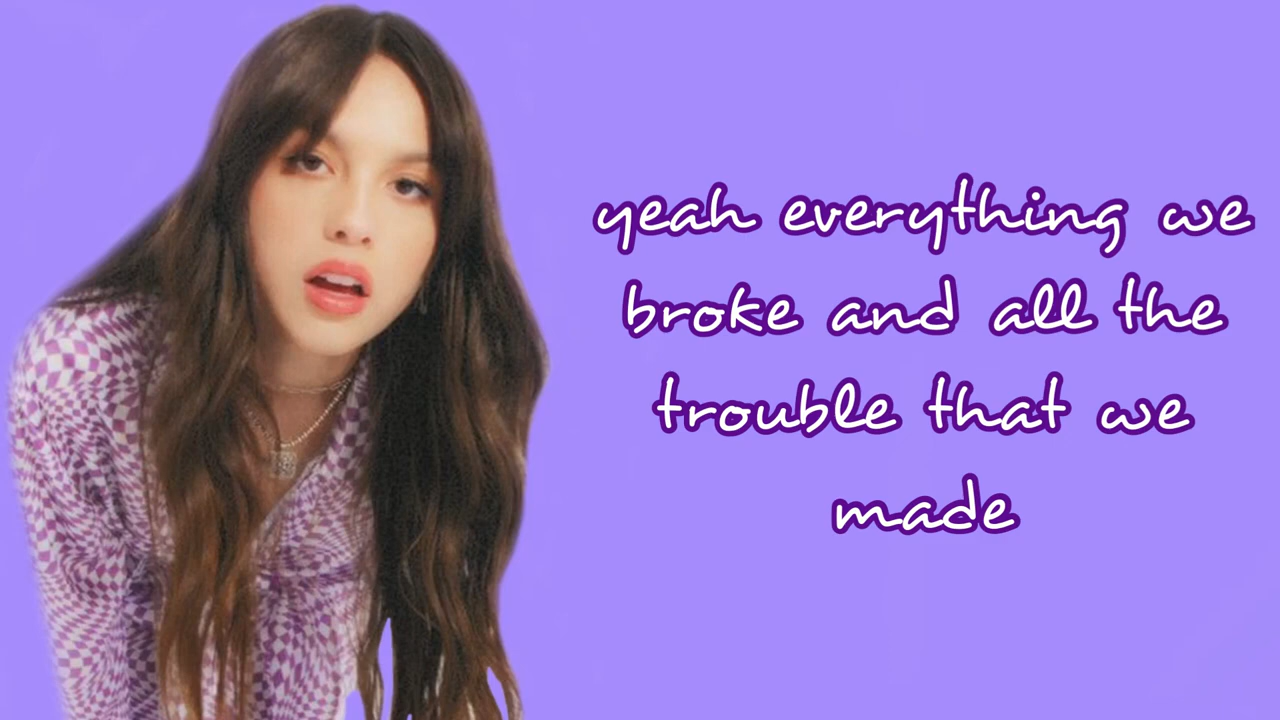 yeah everything we
broke and all the
trouble that we
made